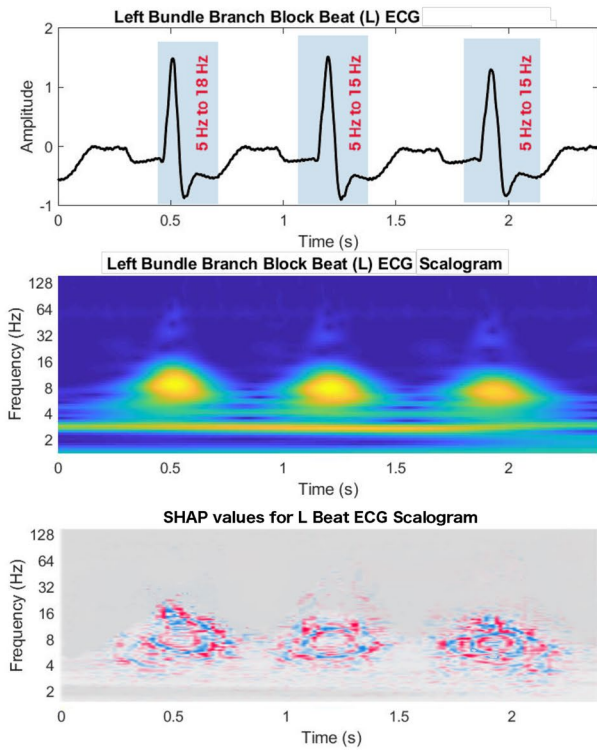 Left Bundle Branch Block Beat (L) ECG
2
1
0
-1
Amplitude
5 Hz to 18 Hz
5 Hz to 15 Hz
5 Hz to 15 Hz
0
0.5
1
1.5
2
Time (s)
Left Bundle Branch Block Beat (L) ECG Scalogram
128
64
32
16
8
4
2
Frequency (Hz)
0
0.5
1
1.5
2
Time (s)
SHAP values for L Beat ECG Scalogram
128
64
32
16
8
4
2
Frequency (Hz)
0
0.5
1
1.5
2
Time (s)